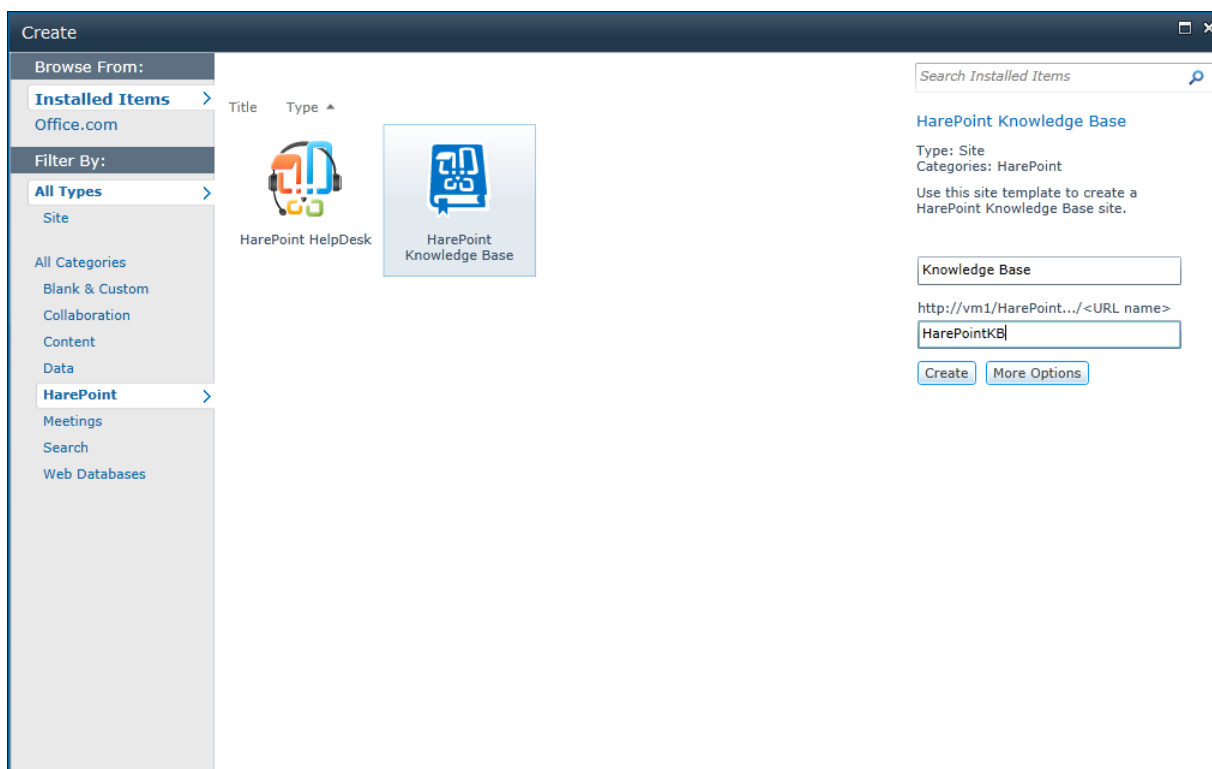 Create
Browse From:
Installed Items
Office.com
Filter By:
All Types
Site
All Categories
Blank & Custom
Collaboration
Content
Data
HarePoint
Meetings
Search
Web Databases
Title Type
HarePoint HelpDesk
HarePoint
Knowledge Base
Search Installed Items
HarePoint Knowledge Base
Type: Site
Categories: HarePoint
Use this site template to create a
HarePoint Knowledge Base site.
Knowledge Base
http://vm1/HarePoint.../<URL name>
HarePointKB
Create More Options